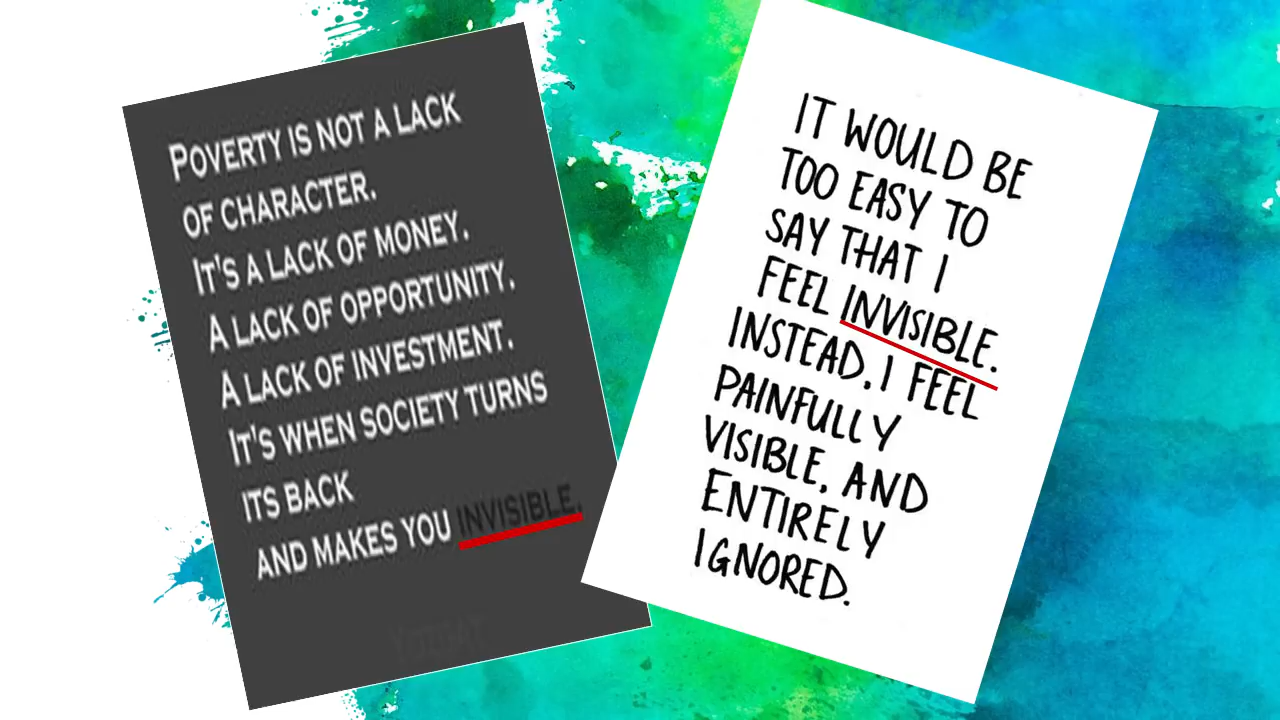 POVERTY IS NOT A LACK
OF CHARACTER.
IT'S A LACK OF MONEY.
A LACK OF OPPORTUNITY.
A LACK OF INVESTMENT.
IT'S WHEN SOCIETY TURNS
ITS BACK
AND MAKES YOU INVISIBLE.
IT WOULD BE
TOO EASY TO
SAY THAT I
FEEL INVISIBLE.
INSTEAD, I FEEL
PAINFULLY
VISIBLE, AND
ENTIRELY
IGNORED.